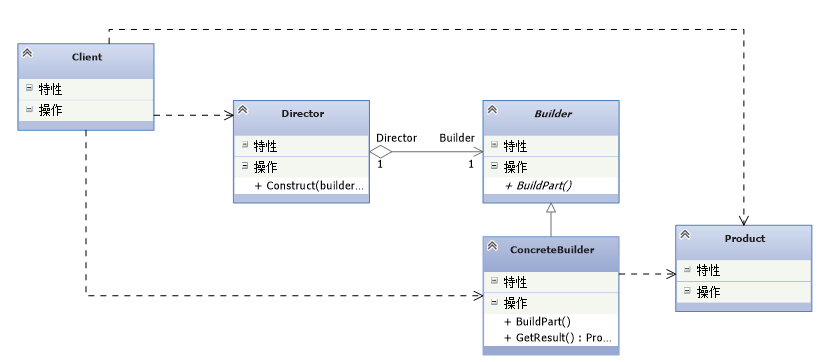 Client
特性
操作
Director
特性
操作
+ Construct(builder...
Director
1
Builder
1
Builder
特性
操作
+ BuildPart()
ConcreteBuilder
特性
操作
+ BuildPart()
+ GetResult() : Pro...
Product
特性
操作